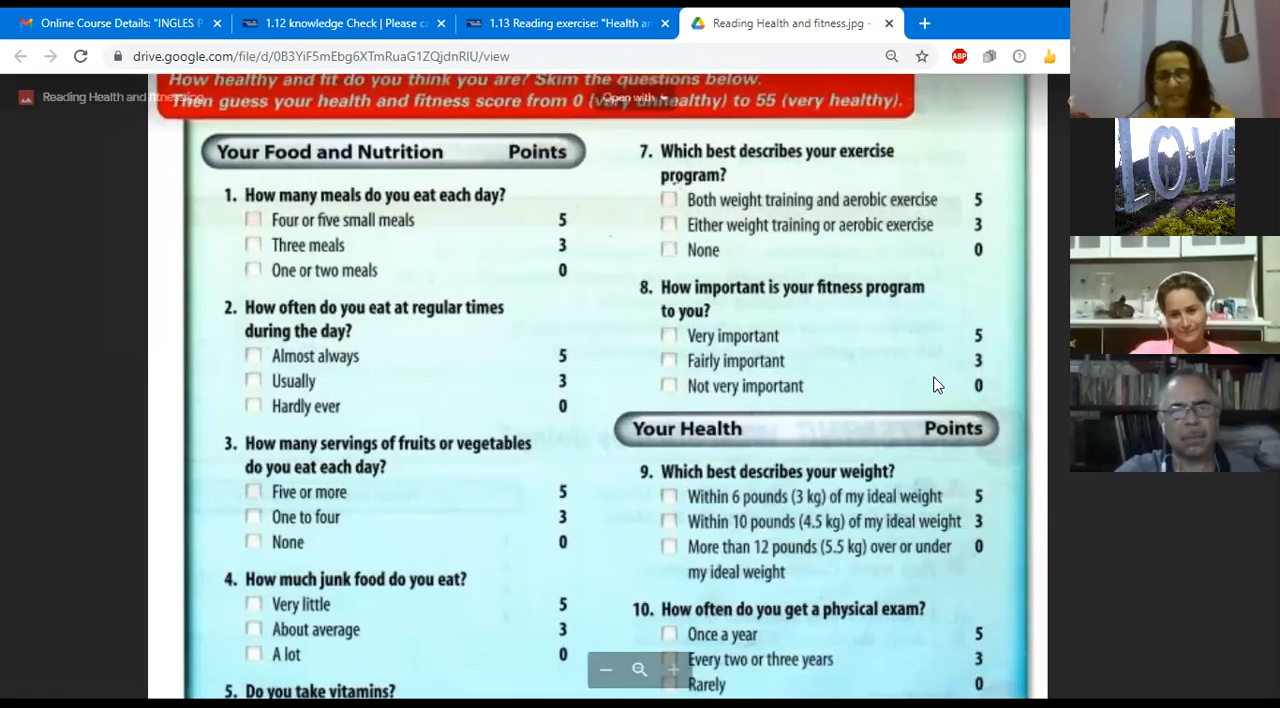 Online Course Details: "INGLES P
1.12 knowledge Check | Please ca
1.13 Reading exercise: "Health an
Reading Health and fitness.jpg -
drive.google.com/file/d/0B3YiF5mEbg6XTmRuaG1ZQjdnRlU/view
ABP
How healthy and fit do you think you are? Skim the questions below.
Reading Health and fitness.jpg
Open with
Then guess your health and fitness score from 0 (very unhealthy) to 55 (very healthy).
Your Food and Nutrition Points
1. How many meals do you eat each day?
Four or five small meals 5
Three meals 3
One or two meals 0
2. How often do you eat at regular times
during the day?
Almost always 5
Usually 3
Hardly ever 0
3. How many servings of fruits or vegetables
do you eat each day?
Five or more 5
One to four 3
None 0
4. How much junk food do you eat?
Very little 5
About average 3
A lot 0
5. Do you take vitamins?
7. Which best describes your exercise
program?
Both weight training and aerobic exercise 5
Either weight training or aerobic exercise 3
None 0
8. How important is your fitness program
to you?
Very important 5
Fairly important 3
Not very important 0
Your Health Points
9. Which best describes your weight?
Within 6 pounds (3 kg) of my ideal weight 5
Within 10 pounds (4.5 kg) of my ideal weight 3
More than 12 pounds (5.5 kg) over or under 0
my ideal weight
10. How often do you get a physical exam?
Once a year 5
Every two or three years 3
Rarely 0
LOVE